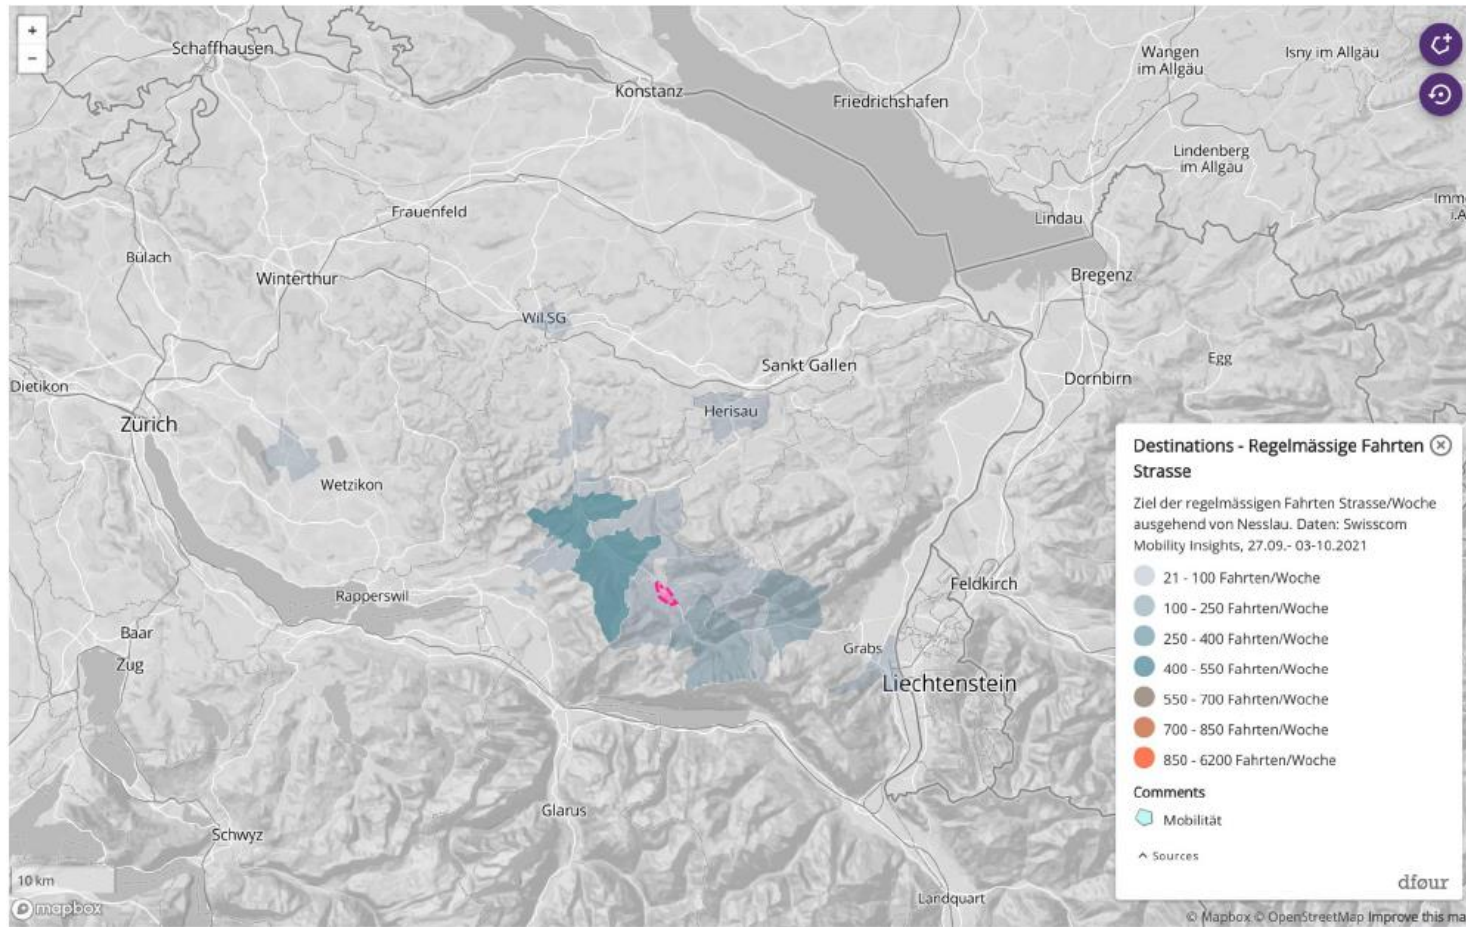 +
−
Schaffhausen
Konstanz
Friedrichshafen
Wangen
im Allgäu
Isny im Allgäu
Lindenberg
im Allgäu
Imme
i.A
Frauenfeld
Lindau
Bülach
Winterthur
Bregenz
Wil SG
Sankt Gallen
Egg
Dietikon
Dornbirn
Zürich
Herisau
Wetzikon
Rapperswil
Feldkirch
Baar
Zug
Grabs
Liechtenstein
Glarus
Schwyz
Landquart
10 km
mapbox
Destinations - Regelmässige Fahrten
Strasse
Ziel der regelmässigen Fahrten Strasse/Woche
ausgehend von Nesslau. Daten: Swisscom
Mobility Insights, 27.09.- 03-10.2021
21 - 100 Fahrten/Woche
100 - 250 Fahrten/Woche
250 - 400 Fahrten/Woche
400 - 550 Fahrten/Woche
550 - 700 Fahrten/Woche
700 - 850 Fahrten/Woche
850 - 6200 Fahrten/Woche
Comments
Mobilität
Sources
dføur
© Mapbox © OpenStreetMap Improve this ma